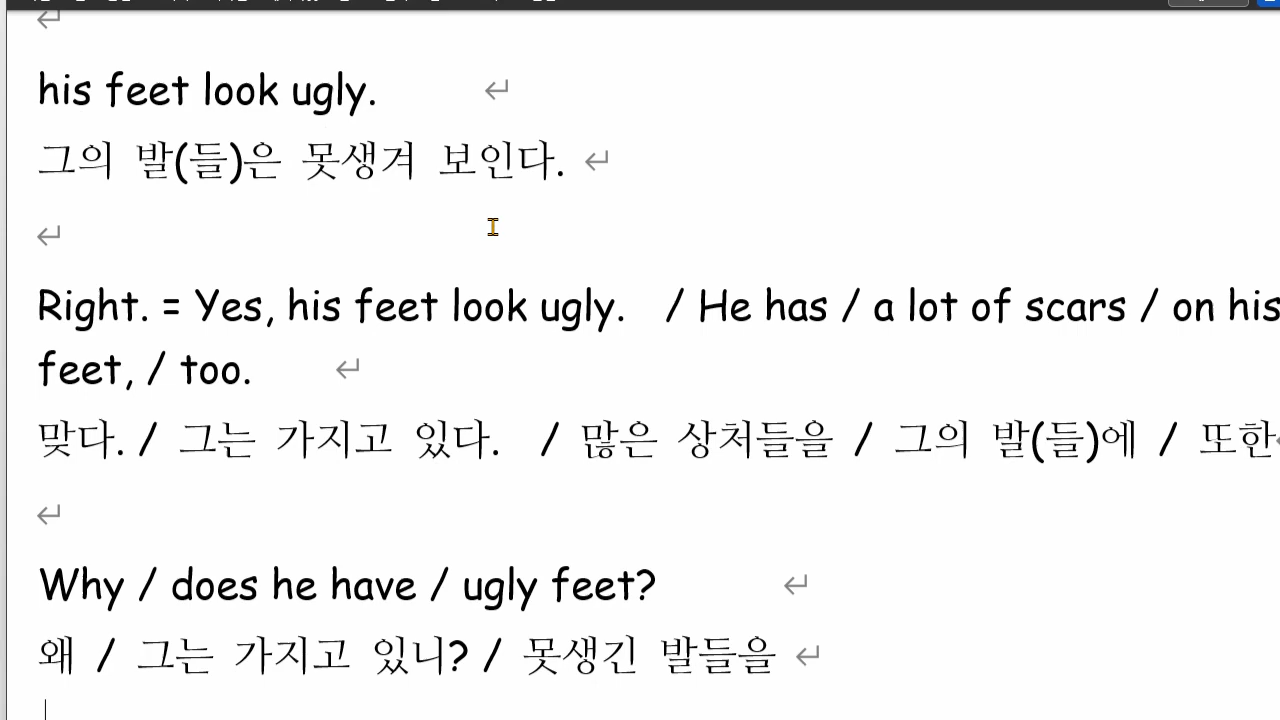 his feet look ugly.
그의 발(들)은 못생겨 보인다.
Right. = Yes, his feet look ugly. / He has / a lot of scars / on his
feet, / too.
맞다. / 그는 가지고 있다. / 많은 상처들을 / 그의 발(들)에 / 또한
Why / does he have / ugly feet?
왜 / 그는 가지고 있니? / 못생긴 발들을